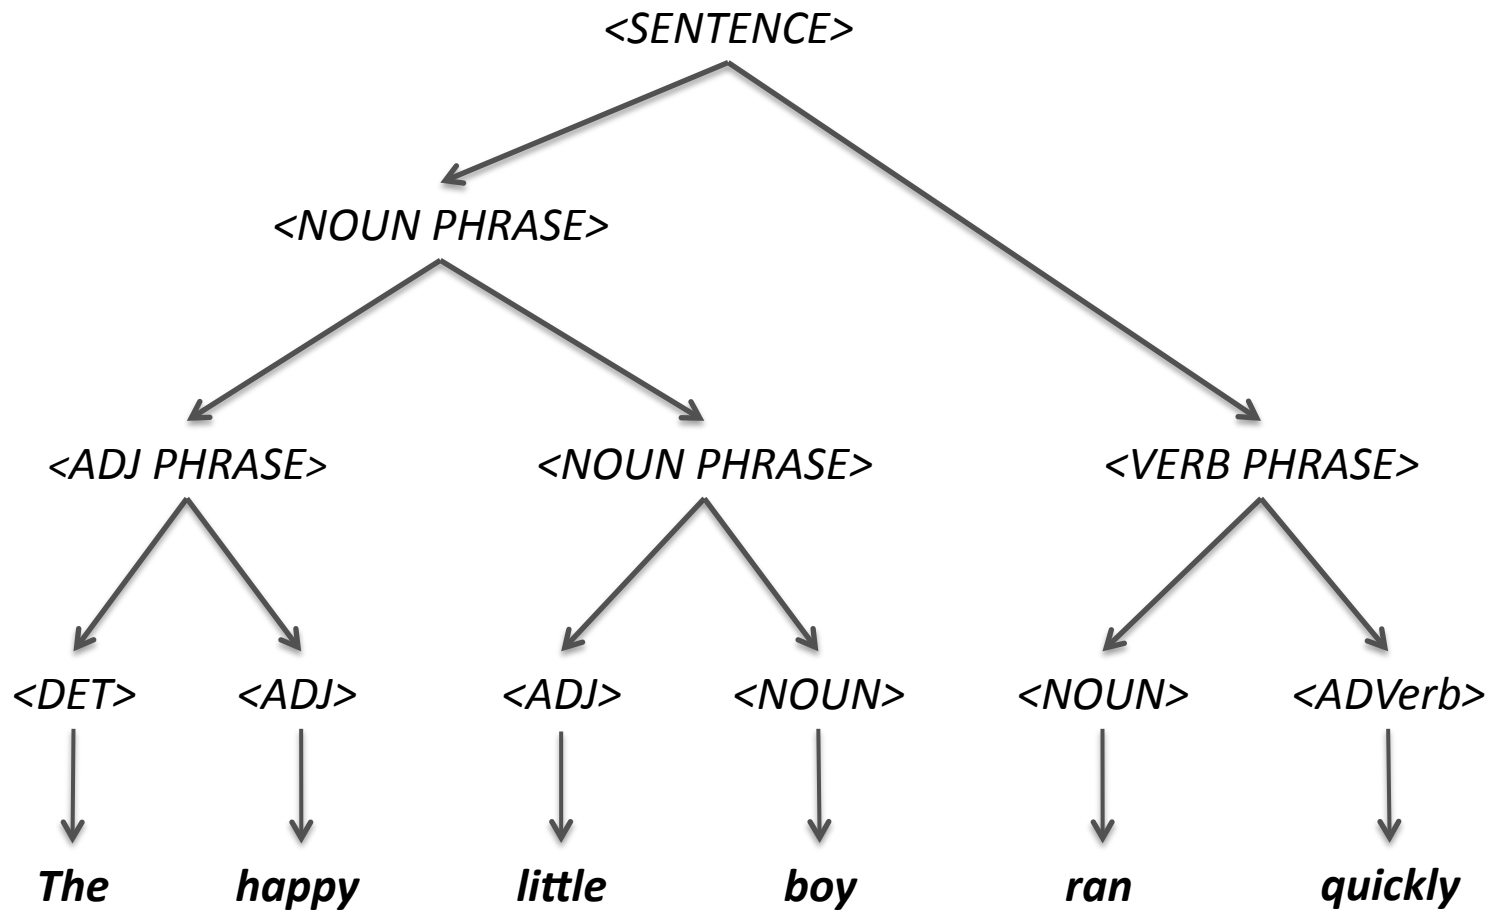 <SENTENCE>
<NOUN PHRASE>
<ADJ PHRASE> <NOUN PHRASE> <VERB PHRASE>
<DET> <ADJ> <ADJ> <NOUN> <NOUN> <ADVerb>
The happy little boy ran quickly